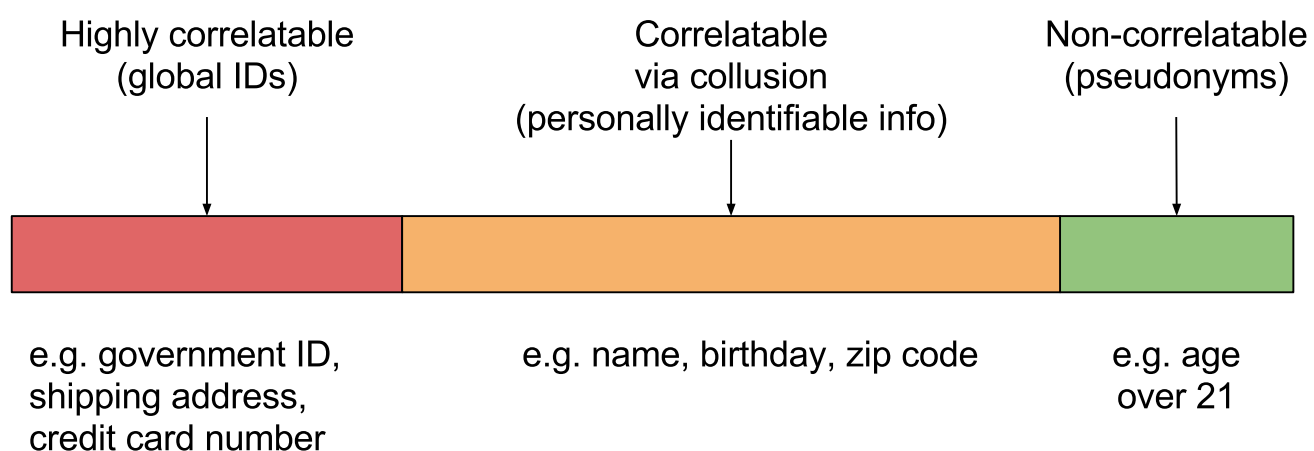 Highly correlatable
(global IDs)
Correlatable
via collusion
(personally identifiable info)
Non-correlatable
(pseudonyms)
e.g. government ID,
shipping address,
credit card number
e.g. name, birthday, zip code
e.g. age
over 21